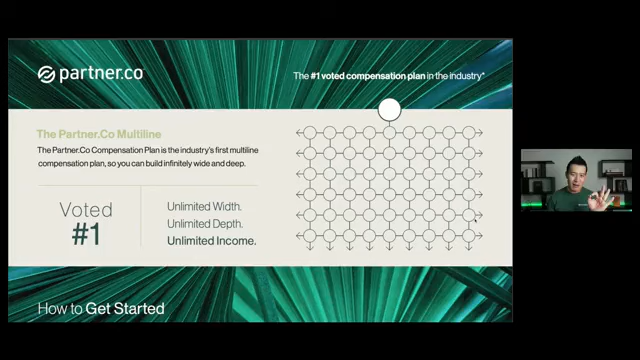 partner.co
The #1 voted compensation plan in the industry*
The Partner.Co Multiline
The Partner.Co Compensation Plan is the industry's first multiline
compensation plan, so you can build infinitely wide and deep.
Voted
#1
Unlimited Width.
Unlimited Depth.
Unlimited Income.
How to Get Started